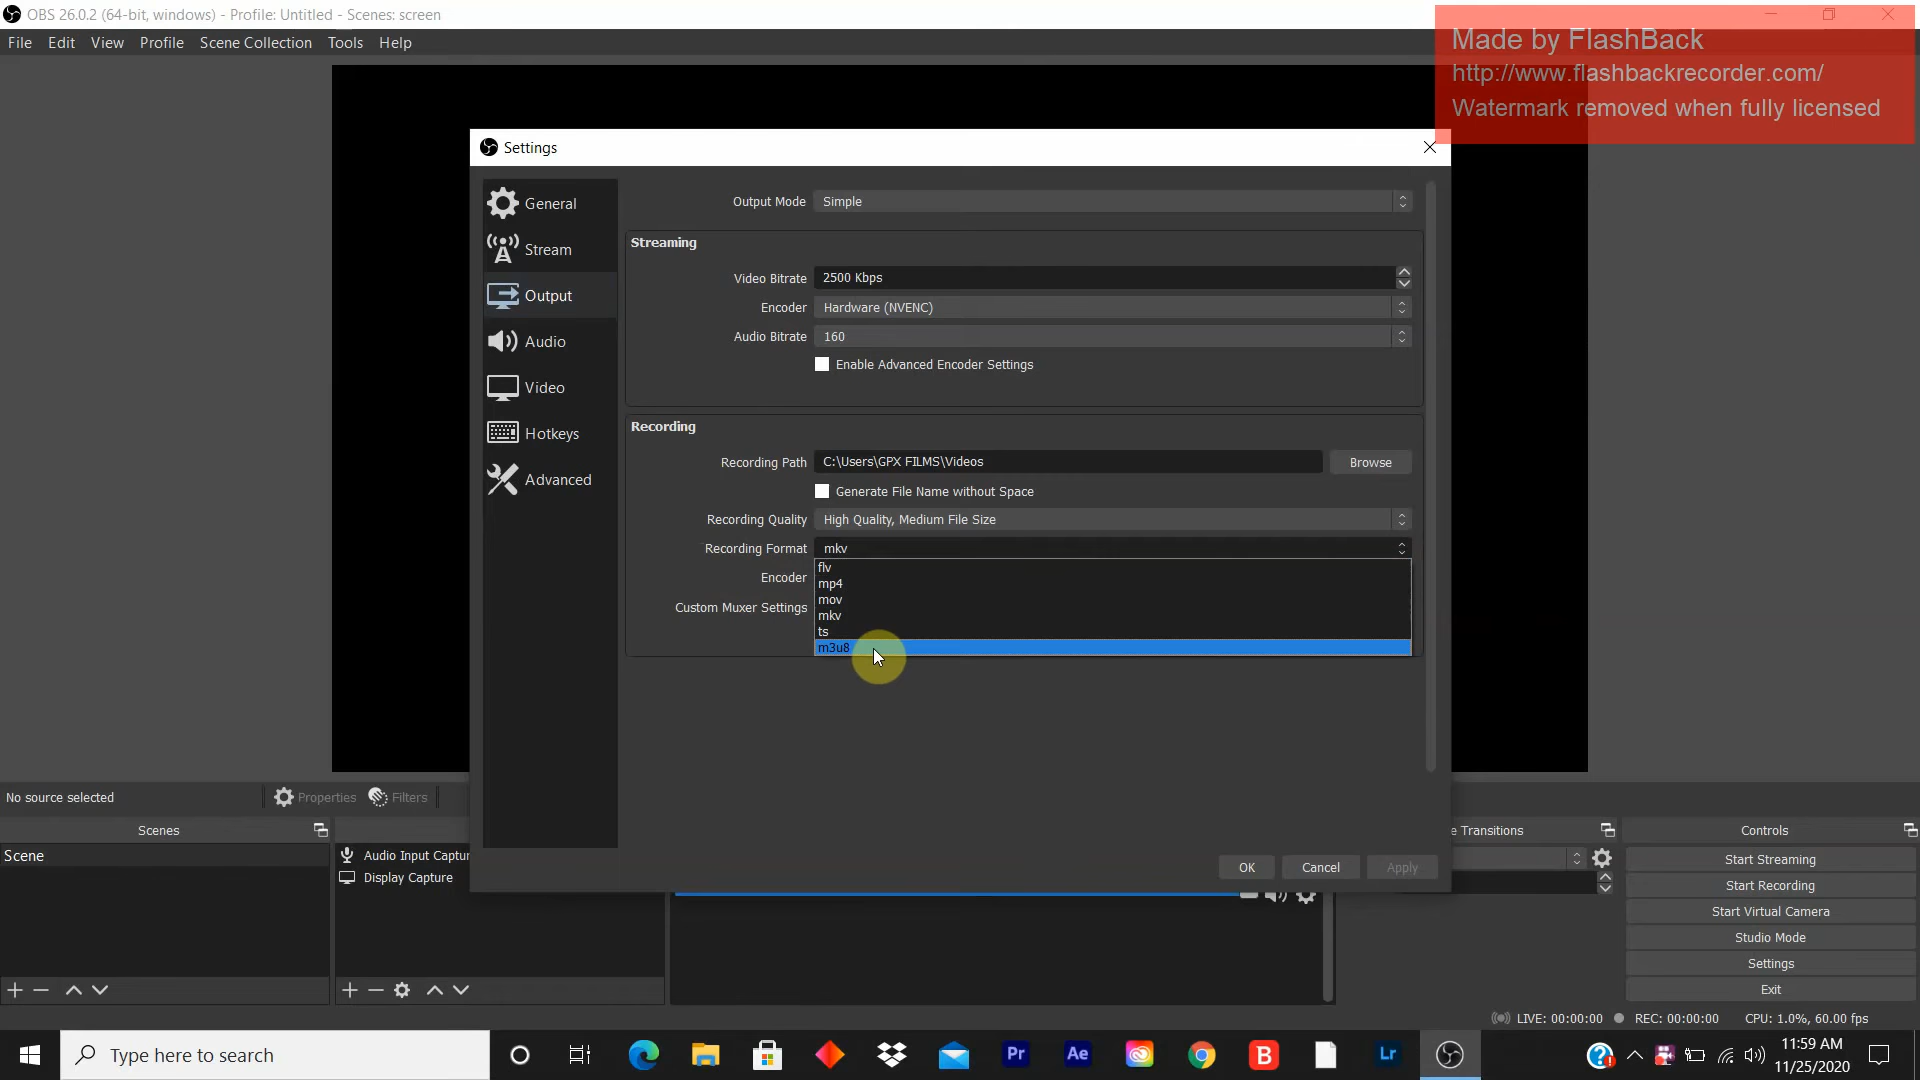 OBS 26.0.2 (64-bit, windows) - Profile: Untitled - Scenes: screen
File Edit View Profile Scene Collection Tools Help
Made by FlashBack
http://www.flashbackrecorder.com/
Watermark removed when fully licensed
Settings
General
Stream
Output
Audio
Video
Hotkeys
Advanced
Output Mode Simple
Streaming
Video Bitrate 2500 Kbps
Encoder Hardware (NVENC)
Audio Bitrate 160
Enable Advanced Encoder Settings
Recording
Recording Path C:\Users\GPX FILMS\Videos Browse
Generate File Name without Space
Recording Quality High Quality, Medium File Size
Recording Format mkv
flv
Encoder
mp4
mov
Custom Muxer Settings
mkv
ts
m3u8
OK Cancel Apply
No source selected Properties Filters
Scenes
Scene
Audio Input Captur
Display Capture
e Transitions
Controls
Start Streaming
Start Recording
Start Virtual Camera
Studio Mode
Settings
Exit
LIVE: 00:00:00 REC: 00:00:00 CPU: 1.0%, 60.00 fps
Type here to search
Pr
Ae
B
Lr
11:59 AM
11/25/2020